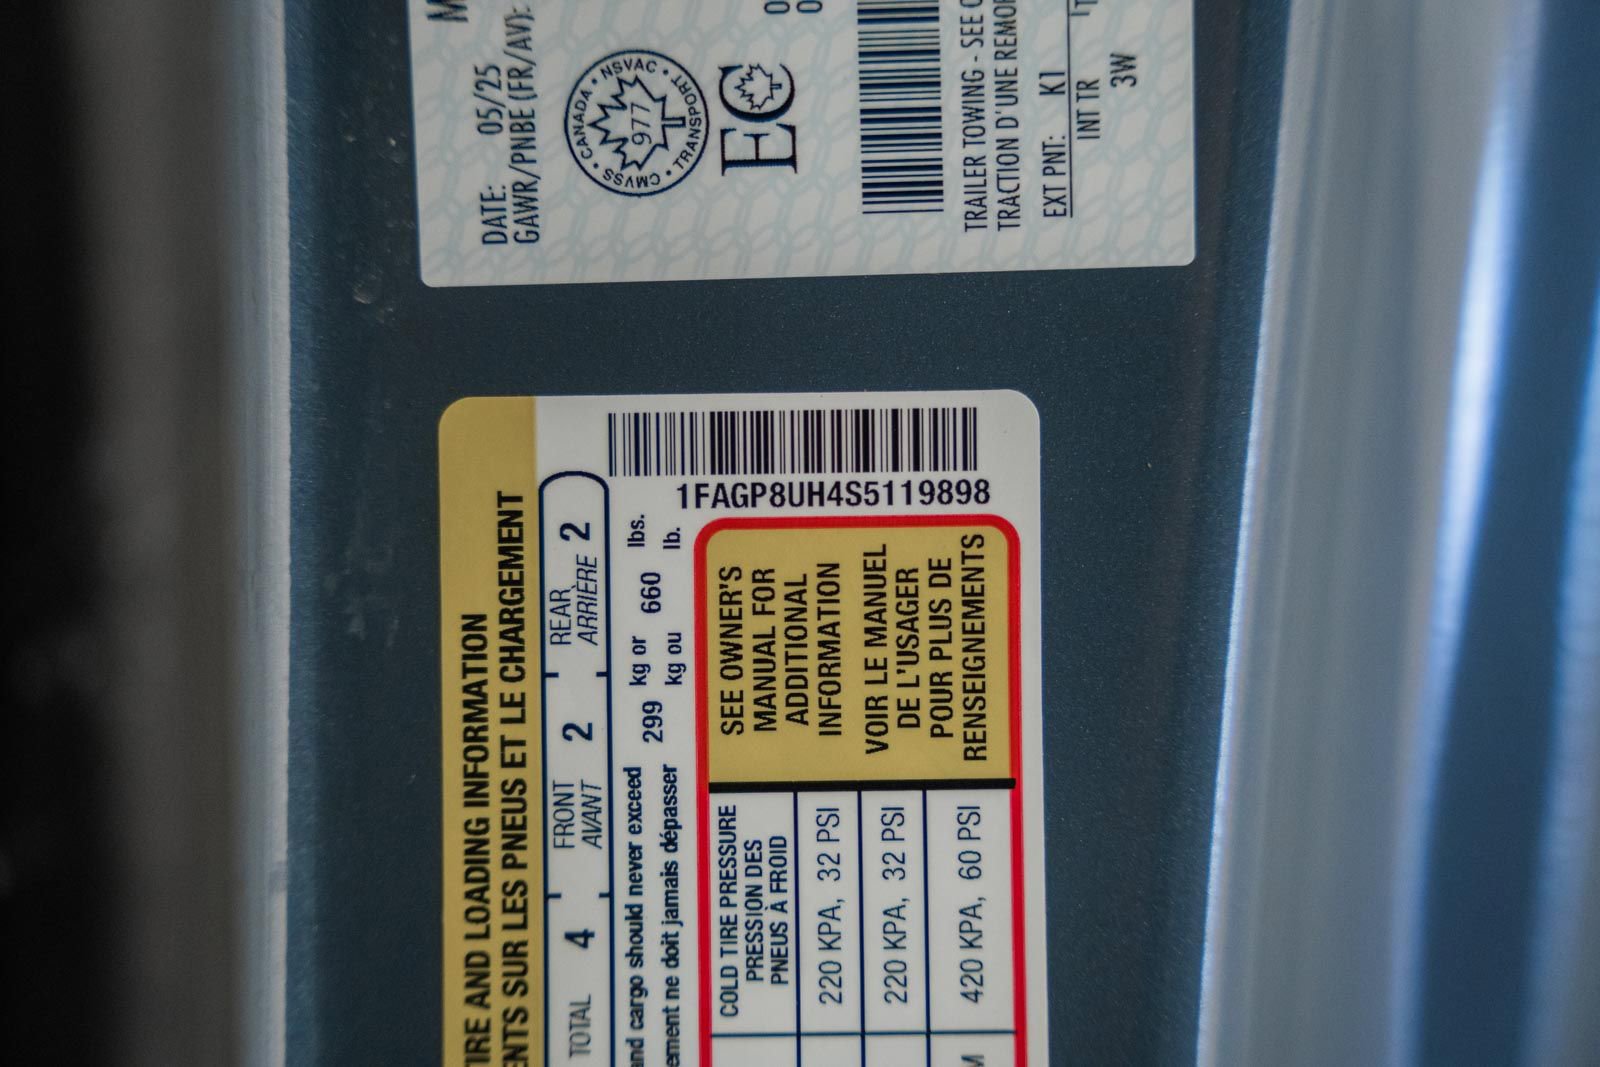 M
DATE: 05/25
GAWR/PNBE (FR/AV):
CANADA • NSVAC • TRANSPORT • CMVSS •
977
EC
TRAILER TOWING - SEE
TRACTION D'UNE REMOR
EXT PNT: K1
INT TR
3W
TIRE AND LOADING INFORMATION
ENTS SUR LES PNEUS ET LE CHARGEMENT
TOTAL 4 FRONT AVANT 2 REAR ARRIÈRE 2
and cargo should never exceed 299 kg or 660 lbs.
ement ne doit jamais dépasser kg ou lb.
1FAGP8UH4S5119898
COLD TIRE PRESSURE
PRESSION DES
PNEUS À FROID
220 KPA, 32 PSI
220 KPA, 32 PSI
420 KPA, 60 PSI
M
SEE OWNER'S
MANUAL FOR
ADDITIONAL
INFORMATION
VOIR LE MANUEL
DE L'USAGER
POUR PLUS DE
RENSEIGNEMENTS